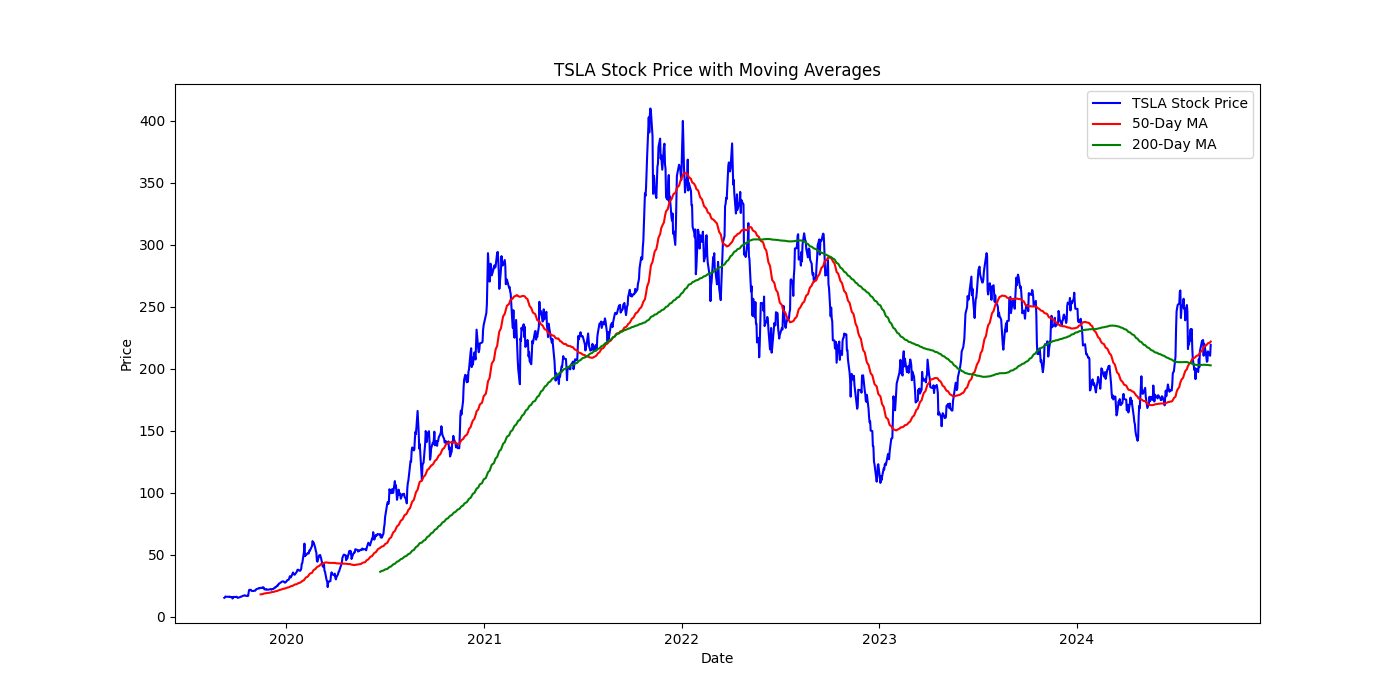 TSLA Stock Price with Moving Averages
TSLA Stock Price
50-Day MA
200-Day MA
Price
400
350
300
250
200
150
100
50
0
2020 2021 2022 2023 2024
Date